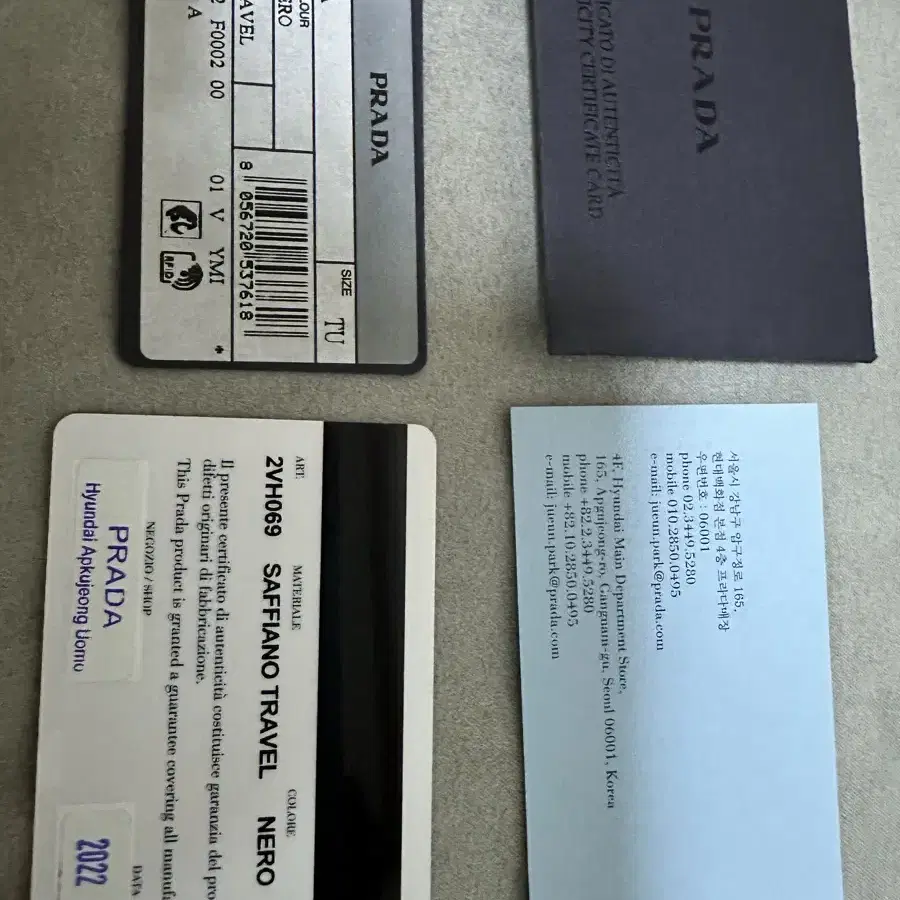 PRADA
LOUR
ERO
AVEL
F0002 00
A
01 V YMI
*
8 056720 537618
SIZE
TU
RFID
PRADA
ICATO DI AUTENTICITÀ
CITY CERTIFICATE CARD
ART
MATERIALE
COLORE
2VH069 SAFFIANO TRAVEL NERO
Il presente certificato di autenticità costituisce garanzia del pro
difetti originari di fabbricazione.
This Prada product is granted a guarantee covering all manufa
NEGOZIO / SHOP
DATA
PRADA
Hyundai Apkujeong Uomo
2022
서울시 강남구 압구정로 165,
현대백화점 본점 4층 프라다매장
우편번호 : 06001
phone 02.3449.5280
mobile 010.2850.0495
e-mail: jueun.park@prada.com
4F, Hyundai Main Department Store,
165, Apgujeong-ro, Gangnam-gu, Seoul 06001, Korea
phone +82.2.3449.5280
mobile +82.10.2850.0495
e-mail: jueun.park@prada.com